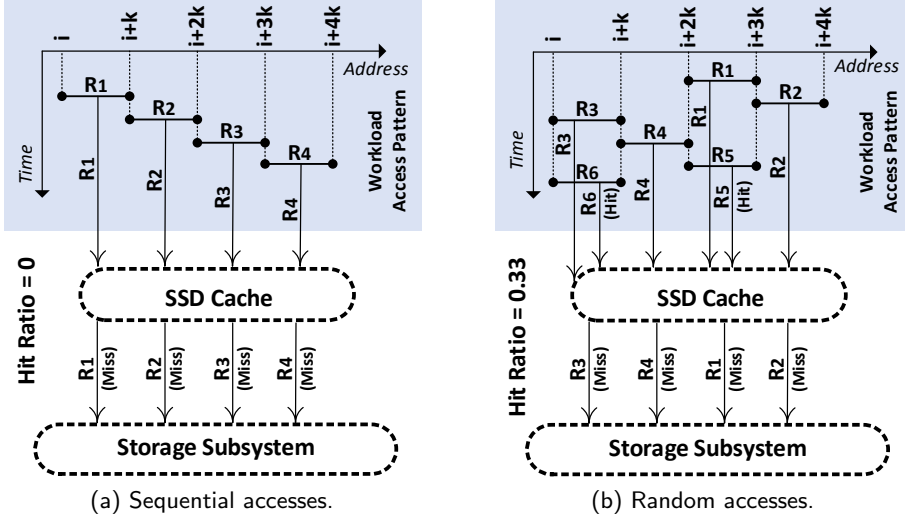 i
i+k
i+2k
i+3k
i+4k
Address
Time
R1
R2
R3
R4
R1
R2
R3
R4
Workload
Access Pattern
Hit Ratio = 0
SSD Cache
R1
(Miss)
R2
(Miss)
R3
(Miss)
R4
(Miss)
Storage Subsystem
(a) Sequential accesses.
i
i+k
i+2k
i+3k
i+4k
Address
Time
R1
R2
R3
R4
R5
R6
R3
R6
(Hit)
R4
R1
R5
(Hit)
R2
Workload
Access Pattern
Hit Ratio = 0.33
SSD Cache
R3
(Miss)
R4
(Miss)
R1
(Miss)
R2
(Miss)
Storage Subsystem
(b) Random accesses.